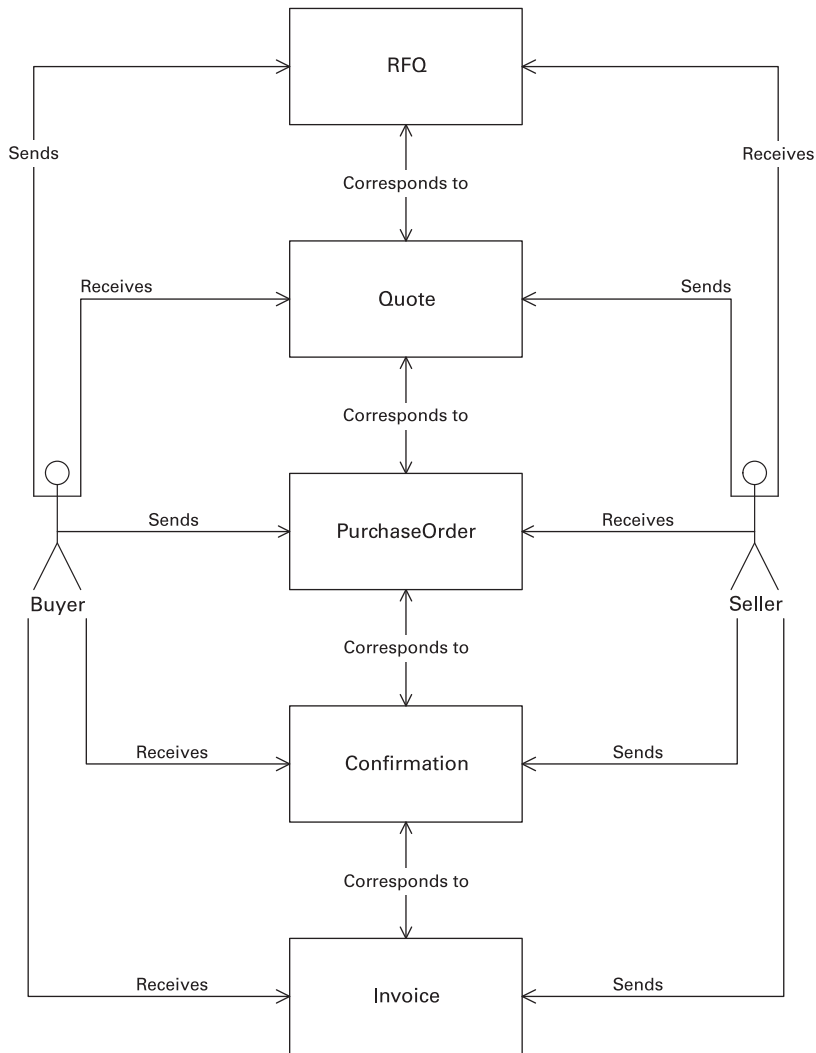 RFQ
Sends
Receives
Corresponds to
Receives
Quote
Sends
Corresponds to
Sends
PurchaseOrder
Receives
Buyer
Seller
Corresponds to
Receives
Confirmation
Sends
Corresponds to
Receives
Invoice
Sends